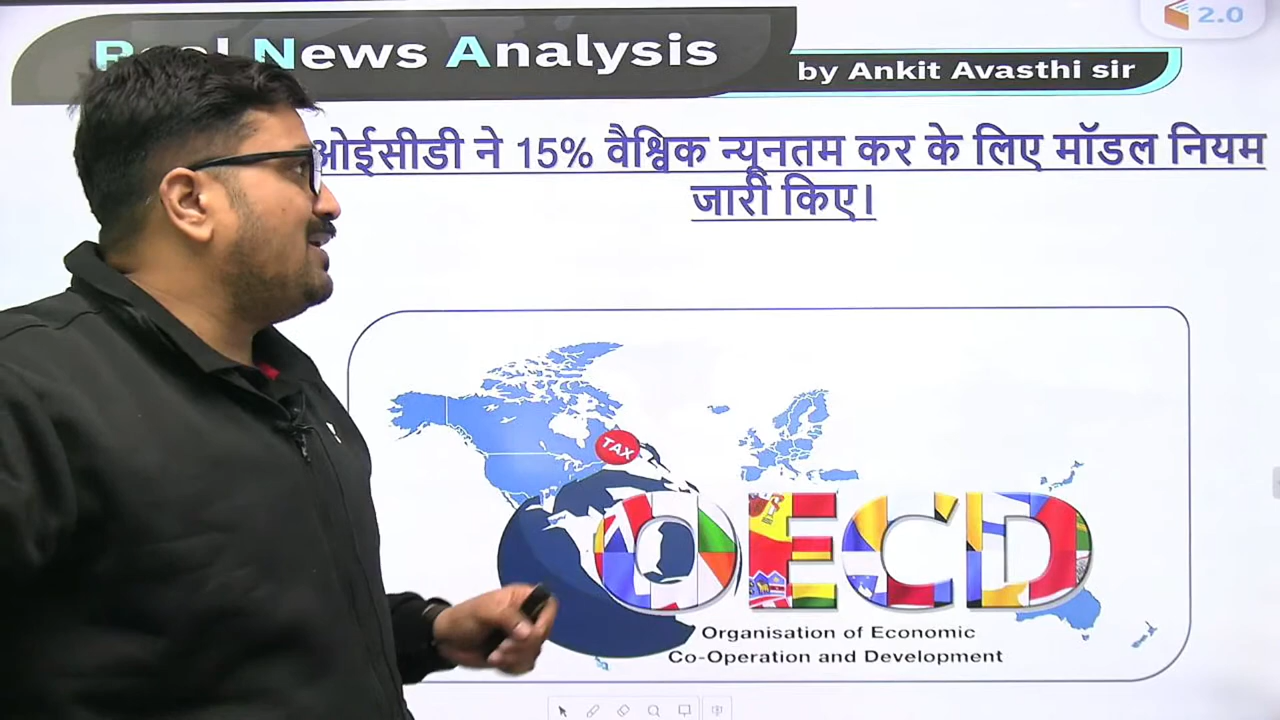 2.0
News Analysis
by Ankit Avasthi sir
ओईसीडी ने 15% वैश्विक न्यूनतम कर के लिए मॉडल नियम
जारी किए।
TAX
OECD
Organisation of Economic
Co-Operation and Development